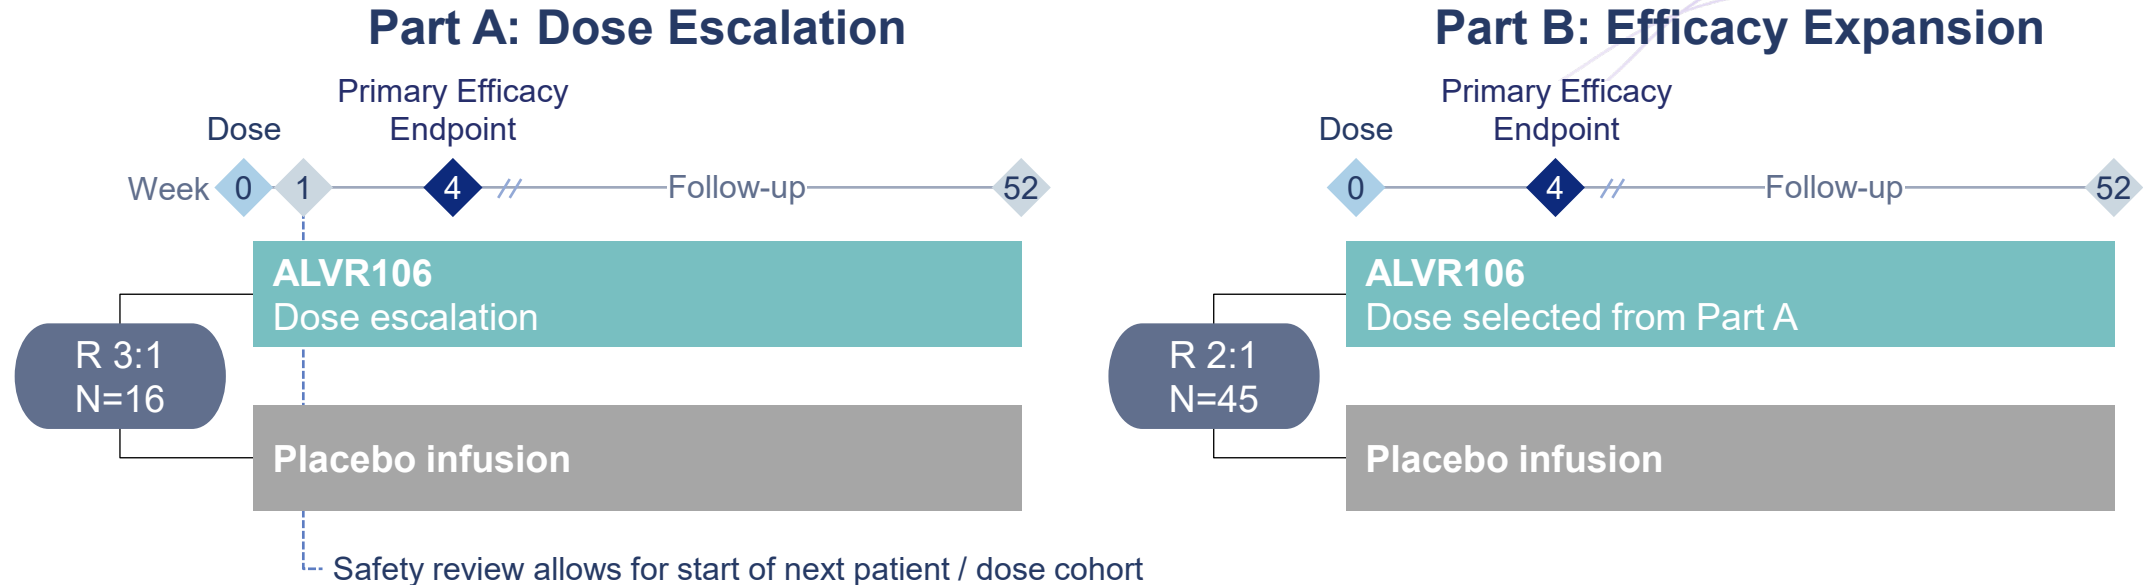 Part A: Dose Escalation
Primary Efficacy
Endpoint
Dose
Week 0 1 4 // Follow-up 52
ALVR106
Dose escalation
R 3:1
N=16
Placebo infusion
Safety review allows for start of next patient / dose cohort
Part B: Efficacy Expansion
Primary Efficacy
Endpoint
Dose
0 4 // Follow-up 52
ALVR106
Dose selected from Part A
R 2:1
N=45
Placebo infusion